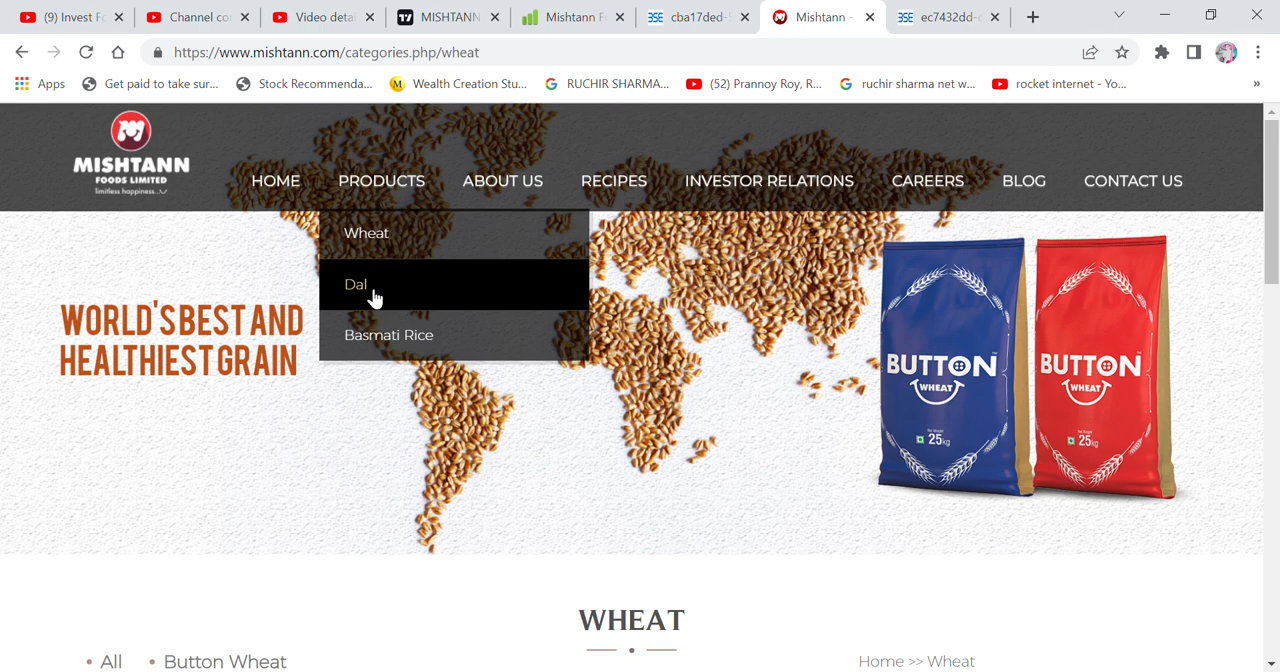 (9) Invest Fo
Channel co
Video detai
MISHTANN
Mishtann F
cba17ded-
Mishtann -
ec7432dd-
https://www.mishtann.com/categories.php/wheat
Apps
Get paid to take sur...
Stock Recommenda...
Wealth Creation Stu...
RUCHIR SHARMA...
(52) Prannoy Roy, R...
ruchir sharma net w...
rocket internet - Yo...
»
MISHTANN
FOODS LIMITED
limitless happiness...
HOME
PRODUCTS
ABOUT US
RECIPES
INVESTOR RELATIONS
CAREERS
BLOG
CONTACT US
Wheat
Dal
Basmati Rice
WORLD'S BEST AND
HEALTHIEST GRAIN
BUTTON
WHEAT
25kg
BUTTON
WHEAT
25kg
WHEAT
• All
• Button Wheat
Home >> Wheat